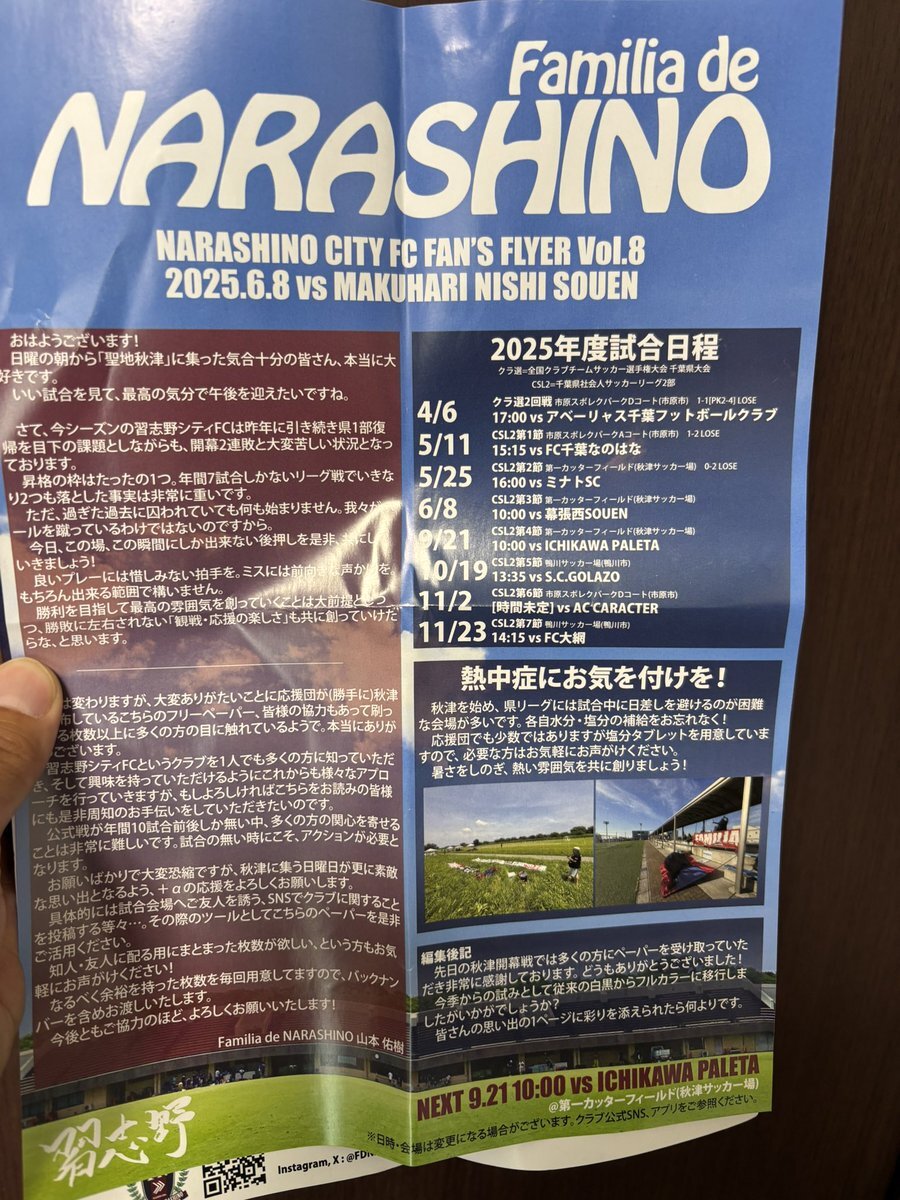 Familia de
NARASHINO
NARASHINO CITY FC FAN'S FLYER Vol.8
2025.6.8 vs MAKUHARI NISHI SOUEN
おはようございます!
日曜の朝から「聖地秋津」に集った気合十分の皆さん、本当に大
好きです。
いい試合を見て、最高の気分で午後を迎えたいですね。
さて、今シーズンの習志野シティFCは昨年に引き続き県1部復
帰を目下の課題としながらも、開幕2連敗と大変苦しい状況となっ
ております。
昇格の枠はたったの1つ。年間7試合しかないリーグ戦でいきな
り2つも落とした事実は非常に重いです。
ただ、過ぎた過去に囚われていても何も始まりません。我々が
ールを蹴っているわけではないのですから。
今日、この場、この瞬間にしか出来ない後押しを是非、共にし
いきましょう!
良いプレーには惜しみない拍手を。ミスには前向きな声かけを。
もちろん出来る範囲で構いません。
勝利を目指して最高の雰囲気を創っていくことは大前提としつ
つ、勝敗に左右されない「観戦・応援の楽しさ」も共に創っていけた
らな、と思います。
は変わりますが、大変ありがたいことに応援団が(勝手に)秋津
布しているこちらのフリーペーパー、皆様の協力もあって刷っ
る枚数以上に多くの方の目に触れているようで。本当にありが
ございます。
習志野シティFCというクラブを1人でも多くの方に知っていただ
き、そして興味を持っていただけるようにこれからも様々なアプロ
ーチを行っていきますが、もしよろしければこちらをお読みの皆様
にも是非周知のお手伝いをしていただきたいのです。
公式戦が年間10試合前後しか無い中、多くの方の関心を寄せる
ことは非常に難しいです。試合の無い時にこそ、アクションが必要と
なります。
お願いばかりで大変恐縮ですが、秋津に集う日曜日が更に素敵
な思い出となるよう、+αの応援をよろしくお願いします。
具体的には試合会場へご友人を誘う、SNSでクラブに関すること
を投稿する等々…。その際のツールとしてこちらのペーパーを是非
ご活用ください。
知人・友人に配る用にまとまった枚数が欲しい、という方もお気
軽にお声がけください!
なるべく余裕を持った枚数を毎回用意してますので、バックナン
バーを含めお渡しいたします。
今後ともご協力のほど、よろしくお願いいたします!
Familia de NARASHINO 山本 佑樹
2025年度試合日程
クラ選=全国クラブチームサッカー選手権大会 千葉県大会
CSL2=千葉県社会人サッカーリーグ2部
4/6 クラ選2回戦 市原スポレクパークDコート(市原市) 1-1[PK2-4] LOSE
17:00 vs アベーリャス千葉フットボールクラブ
5/11 CSL2第1節 市原スポレクパークAコート(市原市) 1-2 LOSE
15:15 vs FC千葉なのはな
5/25 CSL2第2節 第一カッターフィールド(秋津サッカー場) 0-2 LOSE
16:00 vs ミナトSC
6/8 CSL2第3節 第一カッターフィールド(秋津サッカー場)
10:00 vs 幕張西SOUEN
9/21 CSL2第4節 第一カッターフィールド(秋津サッカー場)
10:00 vs ICHIKAWA PALETA
10/19 CSL2第5節 鴨川サッカー場(鴨川市)
13:35 vs S.C.GOLAZO
11/2 CSL2第6節 市原スポレクパークDコート(市原市)
[時間未定] vs AC CARACTER
11/23 CSL2第7節 鴨川サッカー場(鴨川市)
14:15 vs FC大網
熱中症にお気を付けを!
秋津を始め、県リーグには試合中に日差しを避けるのが困難
な会場が多いです。各自水分・塩分の補給をお忘れなく!
応援団でも少数ではありますが塩分タブレットを用意していま
すので、必要な方はお気軽にお声がけください。
暑さをしのぎ、熱い雰囲気を共に創りましょう!
編集後記
先日の秋津開幕戦では多くの方にペーパーを受け取っていた
だき非常に感謝しております。どうもありがとうございました!
今季からの試みとして従来の白黒からフルカラーに移行しま
したがいかがでしょうか?
皆さんの思い出の1ページに彩りを添えられたら何よりです。
NEXT 9.21 10:00 vs ICHIKAWA PALETA
@第一カッターフィールド(秋津サッカー場)
※日時・会場は変更になる場合がございます。クラブ公式SNS、アプリをご参照ください。
習志野
Instagram, X : @FD